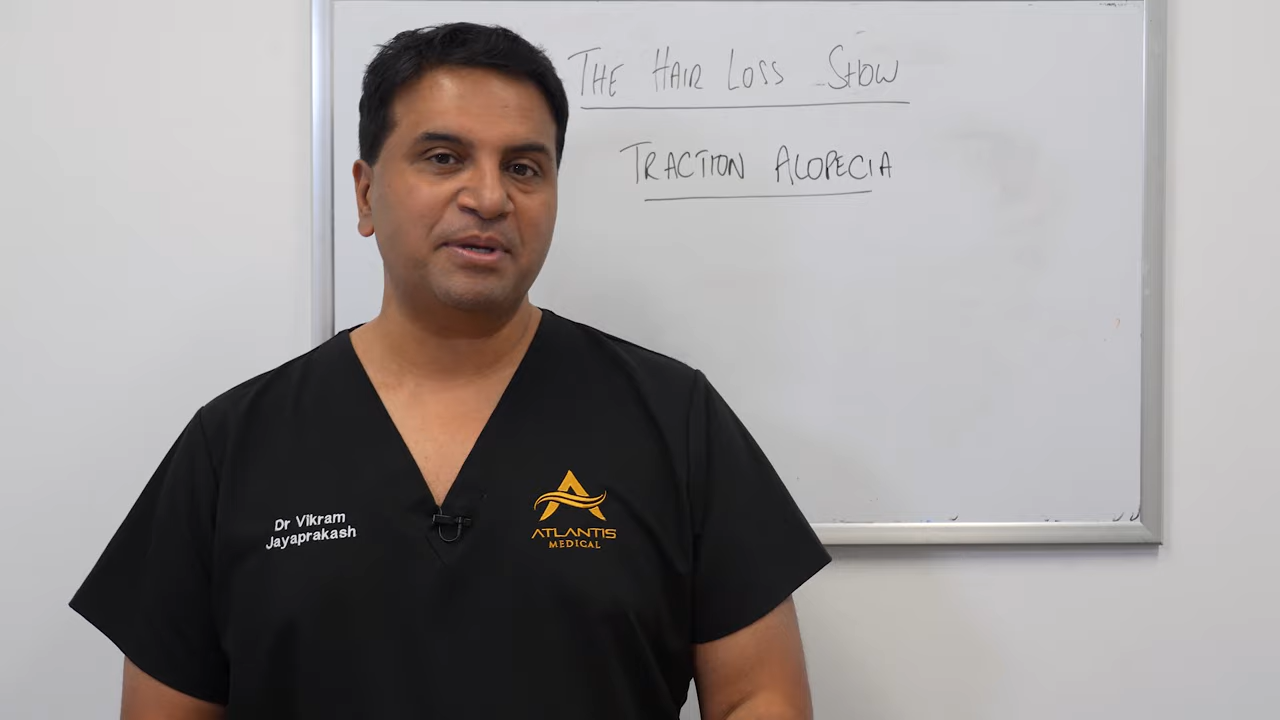 THE HAIR LOSS SHOW
TRACTION ALOPECIA
Dr Vikram
Jayaprakash
ATLANTIS
MEDICAL